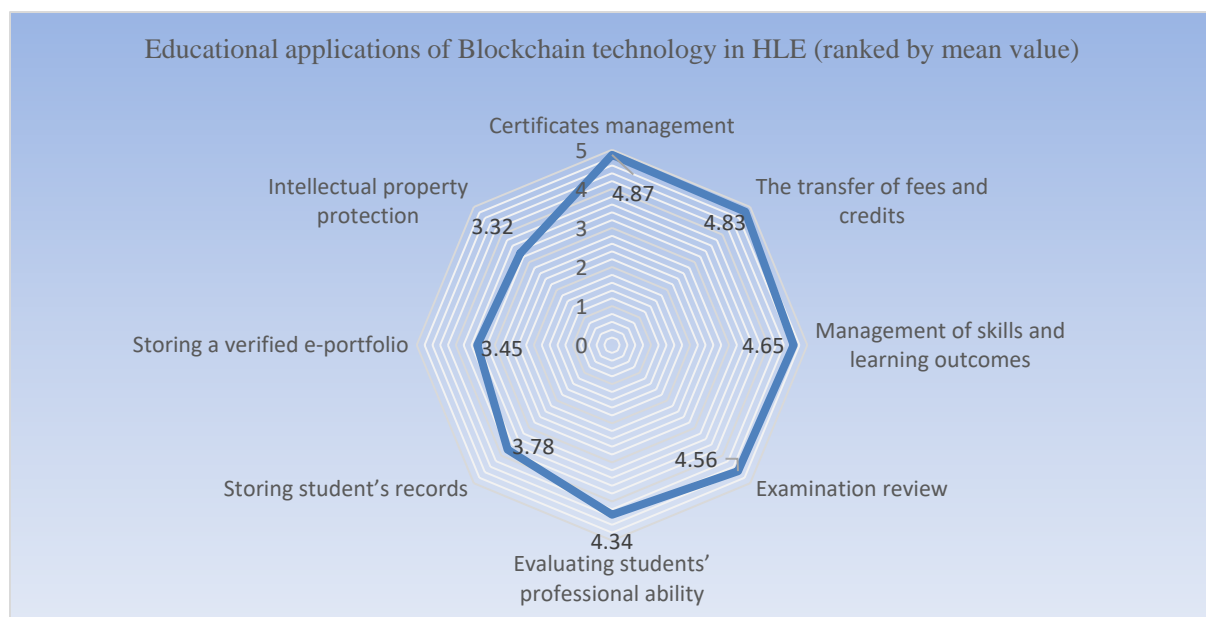 Educational applications of Blockchain technology in HLE (ranked by mean value)
Certificates management
5
4
3
2
1
0
4.87
The transfer of fees and
credits
4.83
Management of skills and
learning outcomes
4.65
Examination review
4.56
4.34
Evaluating students’
professional ability
Storing student’s records
3.78
Storing a verified e-portfolio
3.45
Intellectual property
protection
3.32